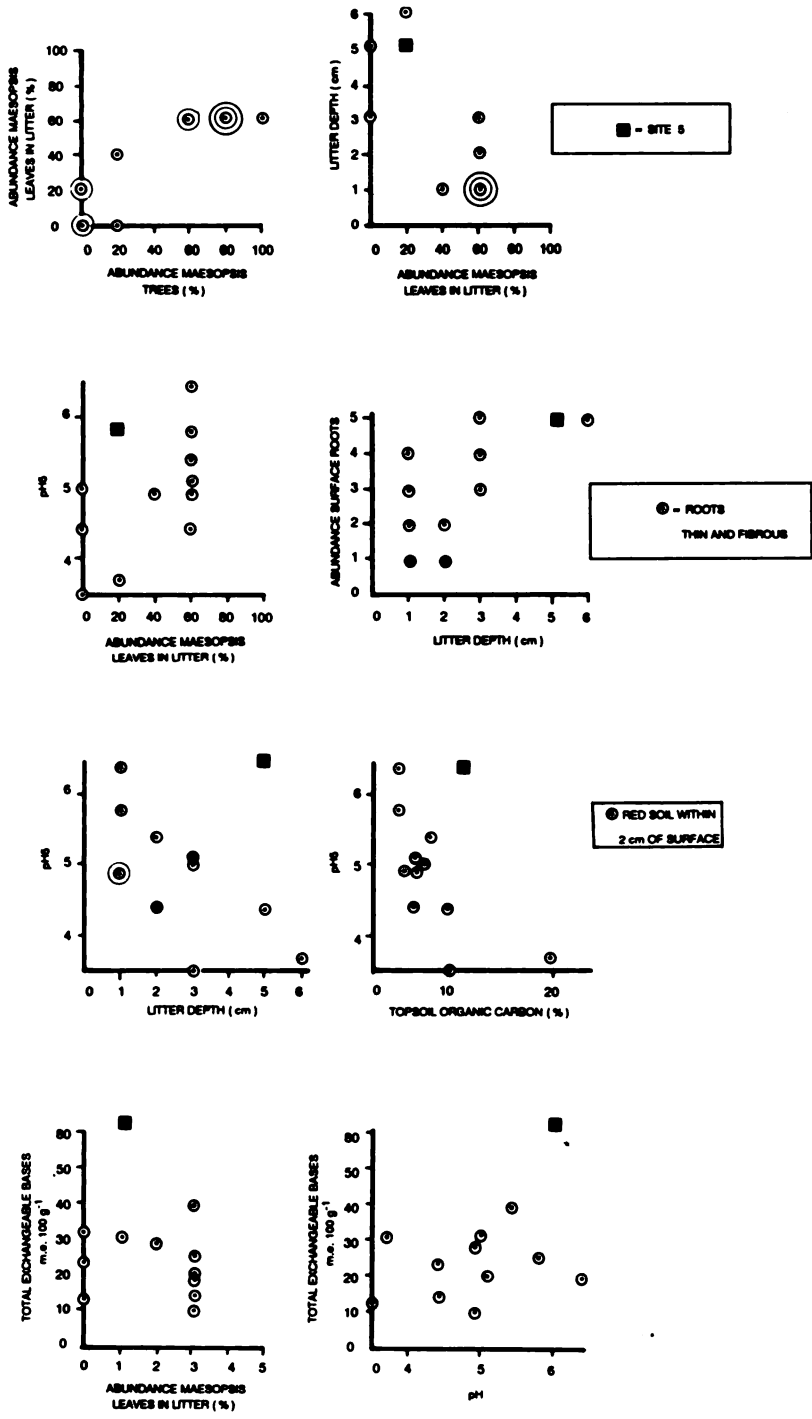 100
80
60
40
20
0
ABUNDANCE MAESOPSIS
LEAVES IN LITTER (%)
0 20 40 60 80 100
ABUNDANCE MAESOPSIS
TREES (%)
6
5
4
3
2
1
0
LITTER DEPTH (cm)
0 20 40 60 80 100
ABUNDANCE MAESOPSIS
LEAVES IN LITTER (%)
= SITE 5
6
5
4
pH5
0 20 40 60 80 100
ABUNDANCE MAESOPSIS
LEAVES IN LITTER (%)
5
4
3
2
1
0
ABUNDANCE SURFACE ROOTS
0 1 2 3 4 5 6
LITTER DEPTH (cm)
= ROOTS
THIN AND FIBROUS
6
5
4
pH5
0 1 2 3 4 5 6
LITTER DEPTH (cm)
6
5
4
pH5
0 10 20
TOPSOIL ORGANIC CARBON (%)
RED SOIL WITHIN
2 cm OF SURFACE
80
50
40
30
20
10
0
TOTAL EXCHANGEABLE BASES
m.e. 100 g⁻¹
0 1 2 3 4 5
ABUNDANCE MAESOPSIS
LEAVES IN LITTER (%)
80
50
40
30
20
10
0
TOTAL EXCHANGEABLE BASES
m.e. 100 g⁻¹
0 4 5 6
pH